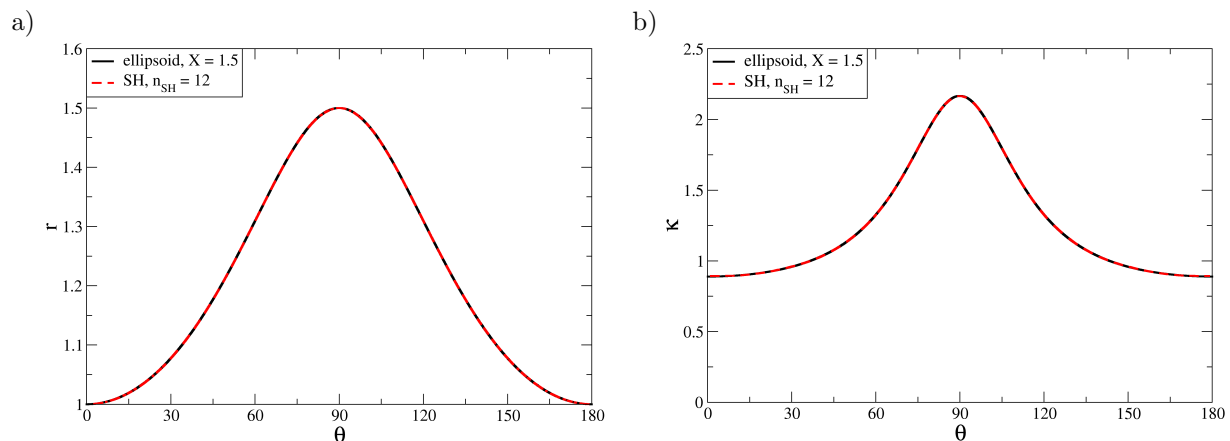 a)
1.6
1.5
1.4
1.3
1.2
1.1
1
r
ellipsoid, X = 1.5
SH, n_SH = 12
0 30 60 90 120 150 180
θ
b)
2.5
2
1.5
1
0.5
0
κ
ellipsoid, X = 1.5
SH, n_SH = 12
0 30 60 90 120 150 180
θ